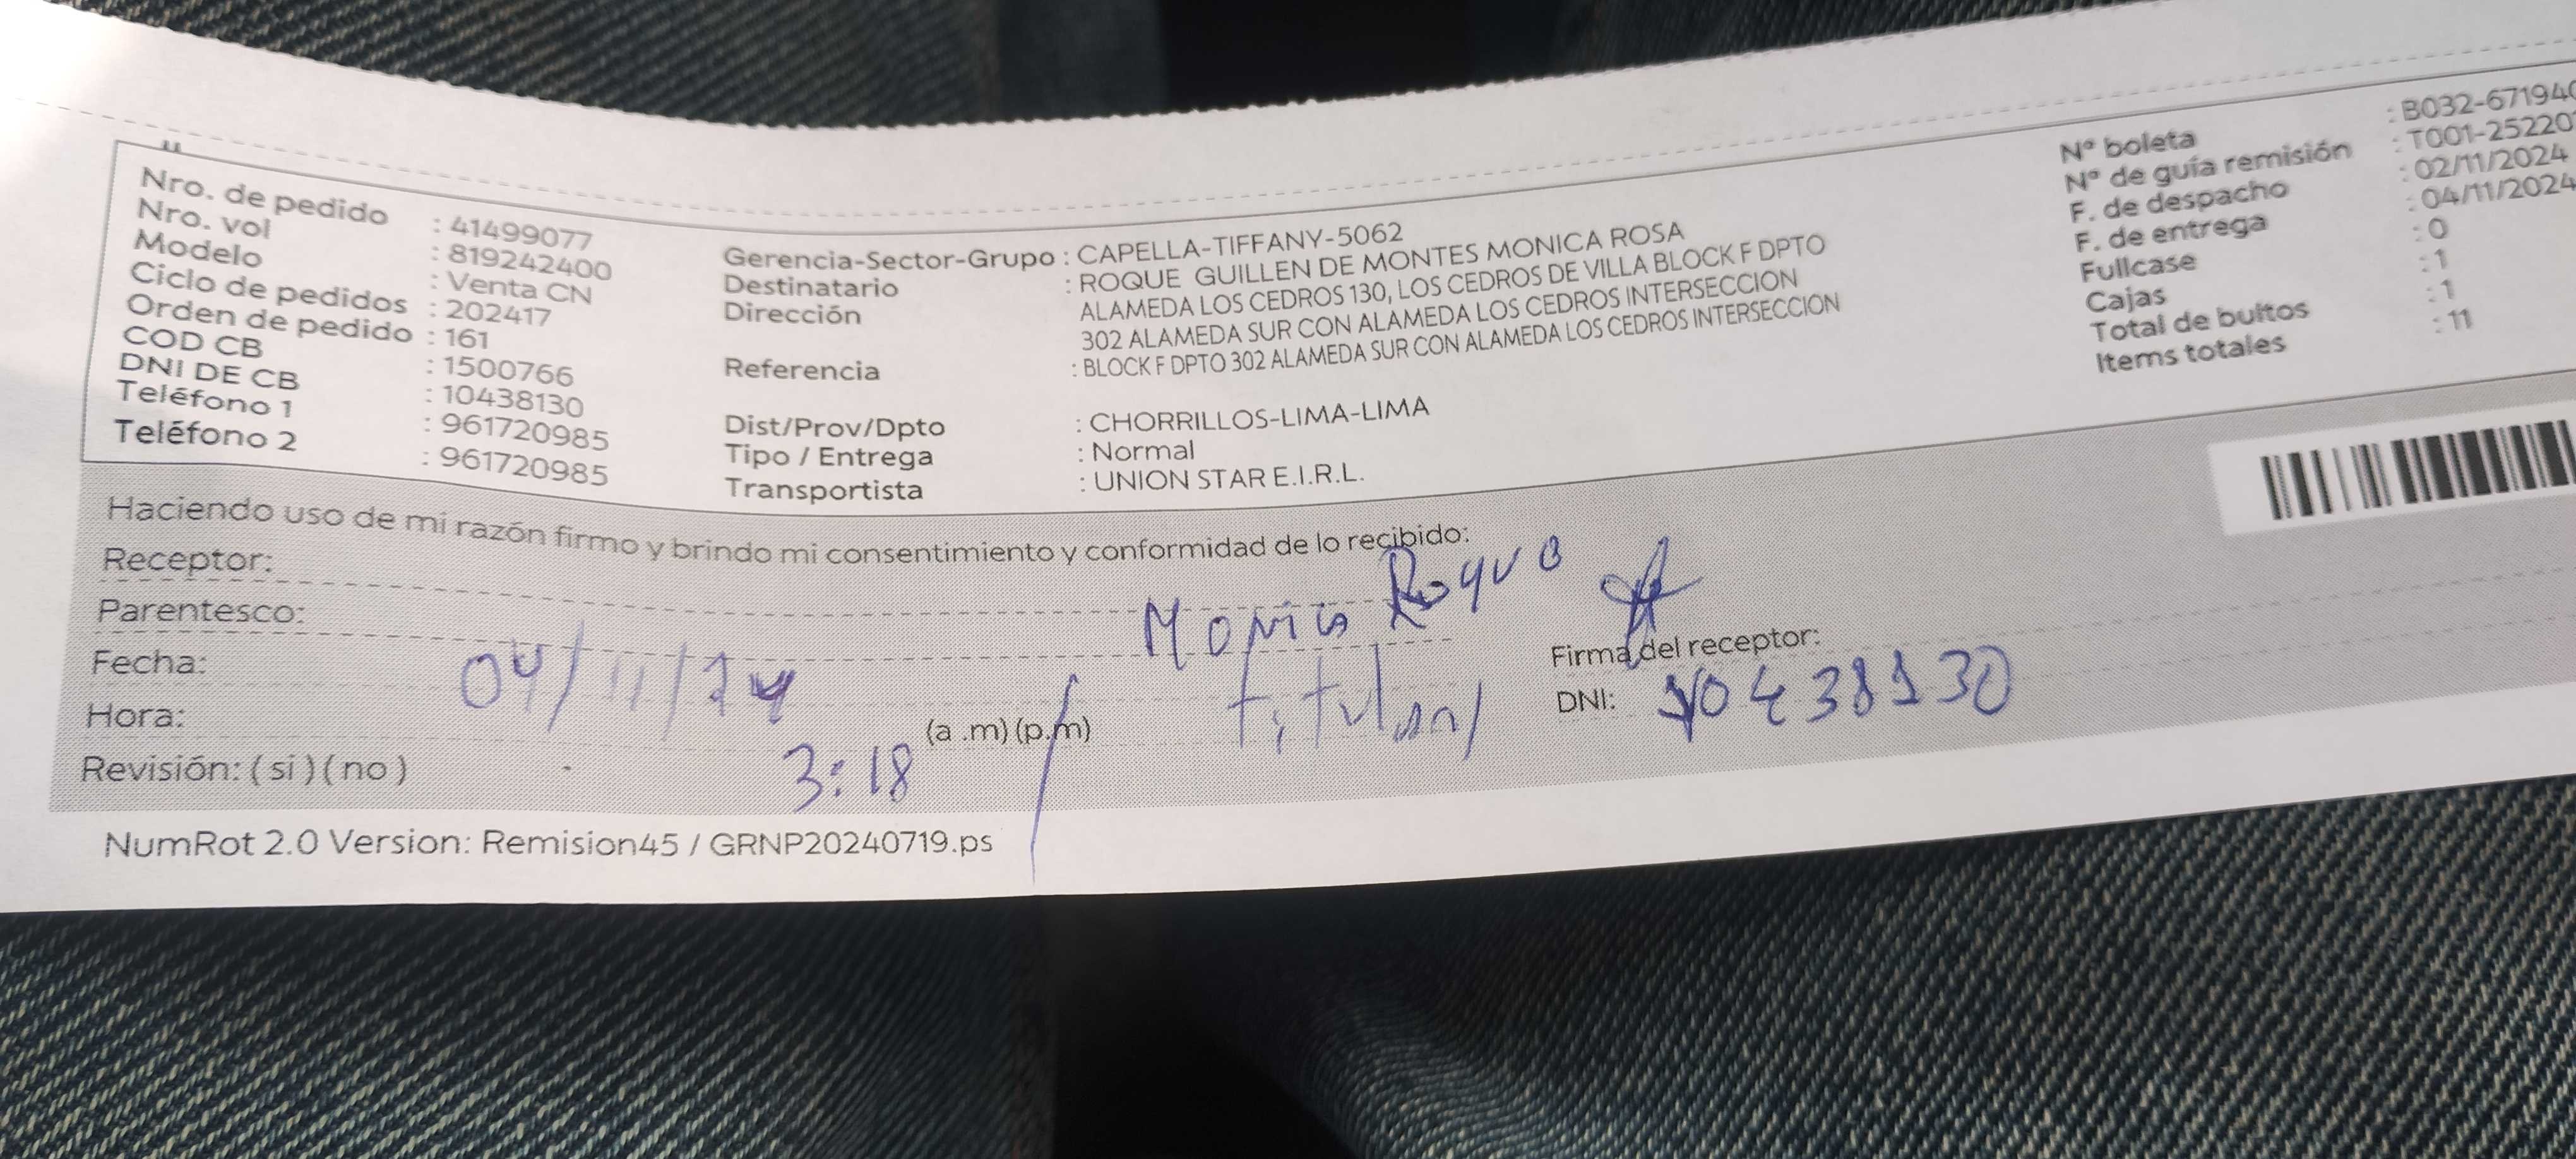 Nro. de pedido : 41499077
Nro. vol : 819242400
Modelo : Venta CN
Ciclo de pedidos : 202417
Orden de pedido : 161
COD CB : 1500766
DNI DE CB : 10438130
Teléfono 1 : 961720985
Teléfono 2 : 961720985
Gerencia-Sector-Grupo : CAPELLA-TIFFANY-5062
Destinatario : ROQUE GUILLEN DE MONTES MONICA ROSA
Dirección ALAMEDA LOS CEDROS 130, LOS CEDROS DE VILLA BLOCK F DPTO
302 ALAMEDA SUR CON ALAMEDA LOS CEDROS INTERSECCION
Referencia : BLOCK F DPTO 302 ALAMEDA SUR CON ALAMEDA LOS CEDROS INTERSECCION
Dist/Prov/Dpto : CHORRILLOS-LIMA-LIMA
Tipo / Entrega : Normal
Transportista : UNION STAR E.I.R.L.
Nº boleta : B032-67194
Nº de guía remisión : T001-25220
F. de despacho : 02/11/2024
F. de entrega : 04/11/2024
Fullcase : 0
Cajas : 1
Total de bultos : 1
Items totales : 11
Haciendo uso de mi razón firmo y brindo mi consentimiento y conformidad de lo recibido:
Receptor: Monica Roque
Parentesco: titular
Fecha: 04/11/24
Hora: 3:18 (a .m) (p.m)
Revisión: ( si ) ( no )
Firma del receptor:
DNI: 10438130
NumRot 2.0 Version: Remision45 / GRNP20240719.ps